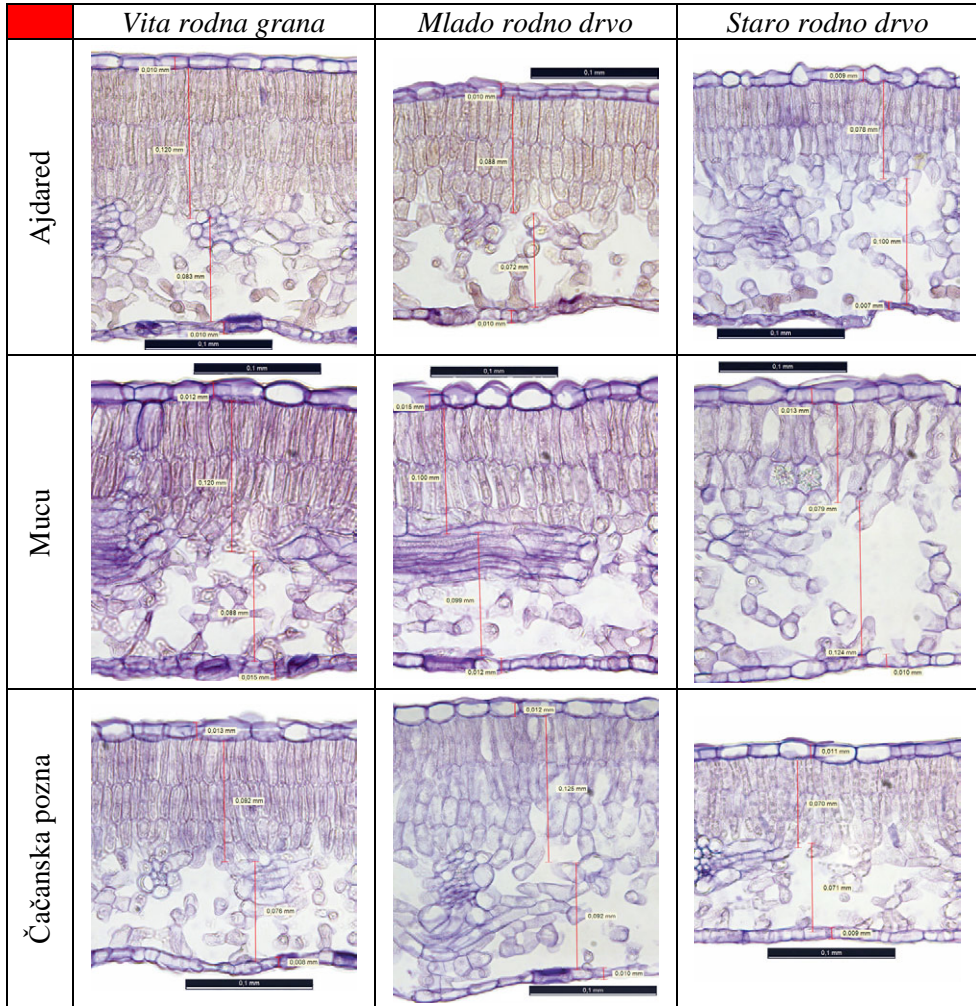 Vita rodna grana
Mlado rodno drvo
Staro rodno drvo
Ajdared
0,010 mm
0,120 mm
0,083 mm
0,010 mm
0,1 mm
0,1 mm
0,010 mm
0,088 mm
0,072 mm
0,010 mm
0,009 mm
0,078 mm
0,100 mm
0,007 mm
0,1 mm
Mucu
0,1 mm
0,012 mm
0,120 mm
0,088 mm
0,015 mm
0,1 mm
0,015 mm
0,100 mm
0,099 mm
0,012 mm
0,1 mm
0,013 mm
0,079 mm
0,124 mm
0,010 mm
Čačanska pozna
0,013 mm
0,092 mm
0,076 mm
0,008 mm
0,1 mm
0,012 mm
0,125 mm
0,092 mm
0,010 mm
0,1 mm
0,011 mm
0,070 mm
0,071 mm
0,009 mm
0,1 mm